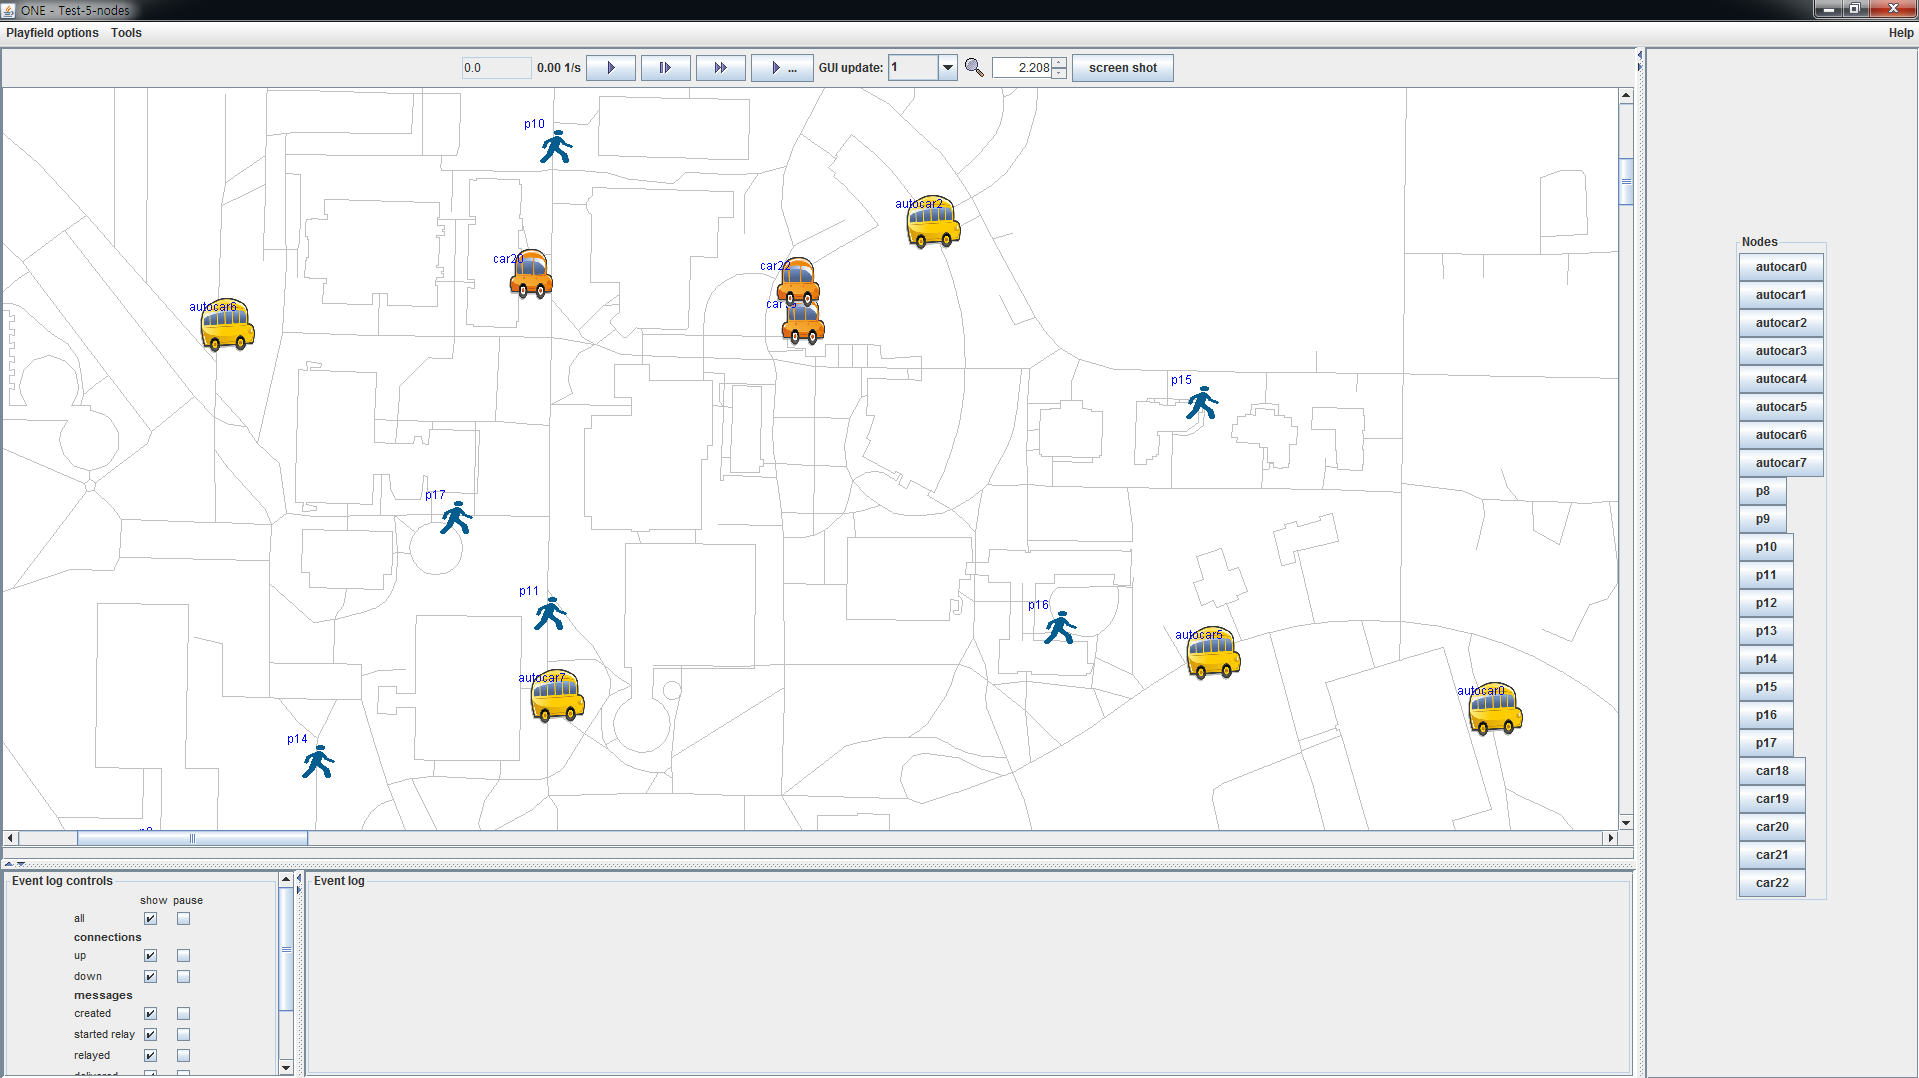 ONE - Test-5-nodes
Playfield options Tools Help
0.0 0.00 1/s ... GUI update: 1 2.208 screen shot
p10
autocar2
car20
car22
autocar6
p15
p17
p11
p16
autocar5
autocar7
autocar0
p14
Nodes
autocar0
autocar1
autocar2
autocar3
autocar4
autocar5
autocar6
autocar7
p8
p9
p10
p11
p12
p13
p14
p15
p16
p17
car18
car19
car20
car21
car22
Event log controls
show pause
all
connections
up
down
messages
created
started relay
relayed
Event log